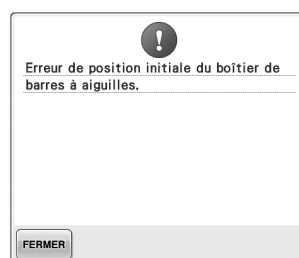 Erreur de position initiale du boîtier de
barres à aiguilles.
FERMER